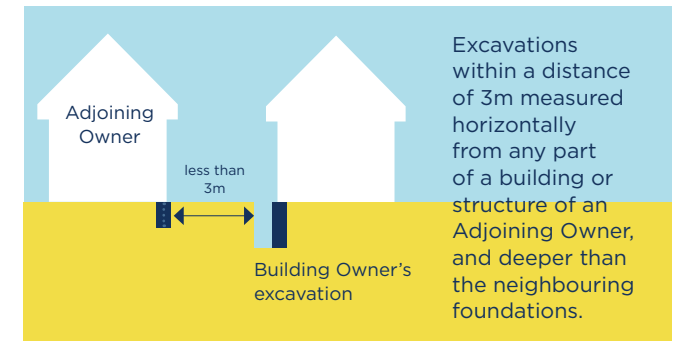 Adjoining
Owner
less than
3m
Building Owner's
excavation
Excavations
within a distance
of 3m measured
horizontally
from any part
of a building or
structure of an
Adjoining Owner,
and deeper than
the neighbouring
foundations.